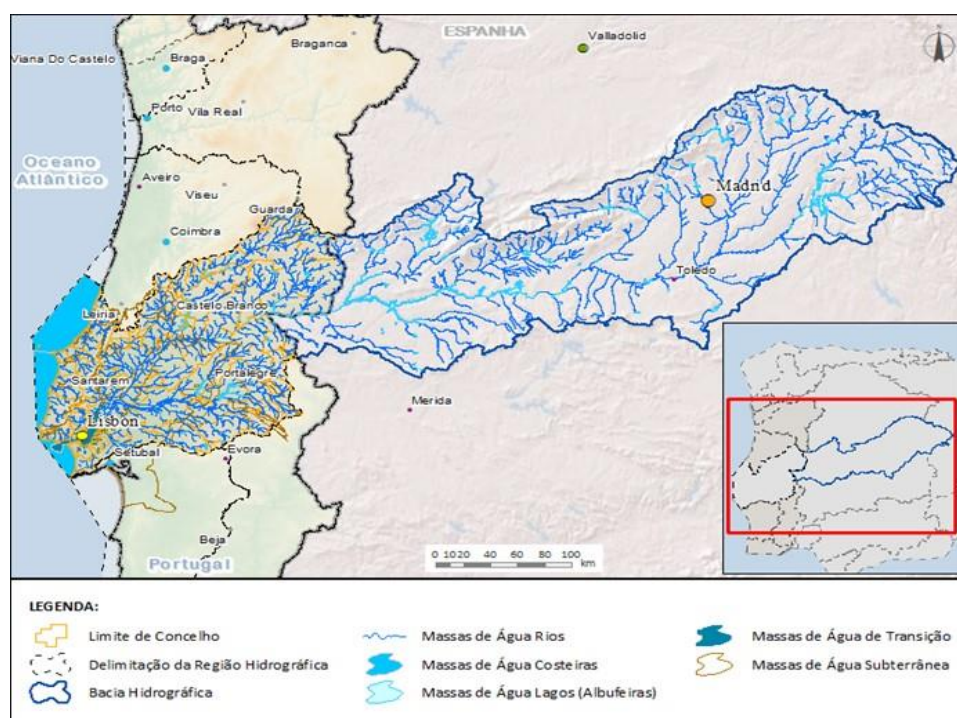 ESPANHA
Valladolid
Braganca
Viana Do Castelo
Braga
Porto
Vila Real
Oceano
Atlântico
Aveiro
Viseu
Guarda
Madrid
Coimbra
Toledo
Castelo Branco
Leiria
Santarem
Portalegre
Merida
Lisbon
Setubal
Evora
Beja
Portugal
0 10 20 40 60 80 100
km
LEGENDA:
Limite de Concelho
Massas de Água Rios
Massas de Água de Transição
Delimitação da Região Hidrográfica
Massas de Água Costeiras
Massas de Água Subterrânea
Bacia Hidrográfica
Massas de Água Lagos (Albufeiras)